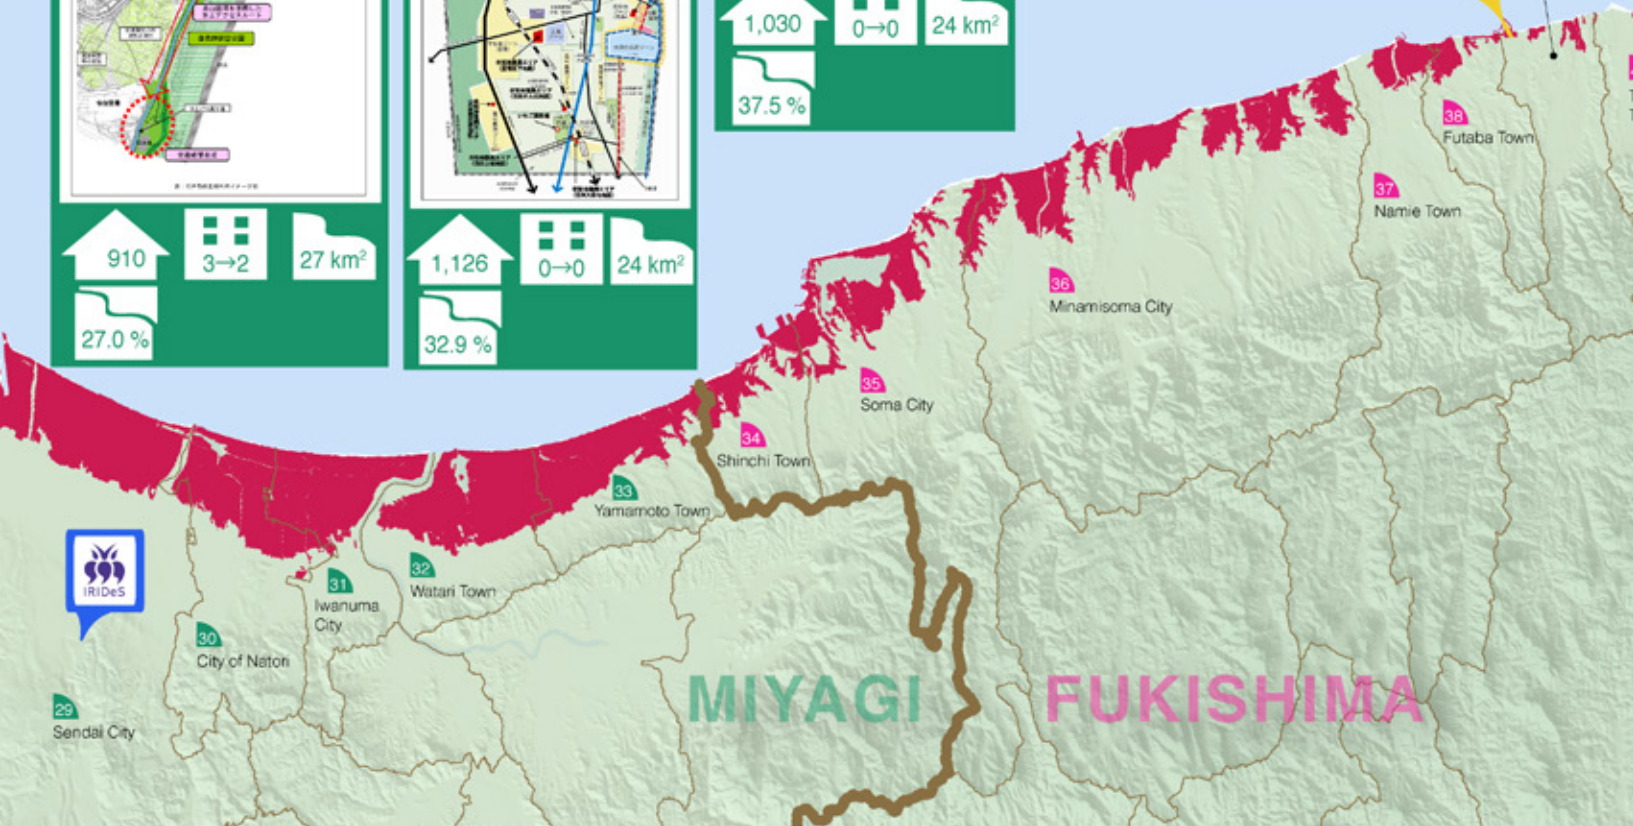 1,030
0→0
24 km²
37.5 %
910
3→2
27 km²
27.0 %
1,126
0→0
24 km²
32.9 %
38
Futaba Town
37
Namie Town
36
Minamisoma City
35
Soma City
34
Shinchi Town
33
Yamamoto Town
32
Watari Town
31
Iwanuma
City
30
City of Natori
29
Sendai City
IRIDeS
MIYAGI
FUKISHIMA